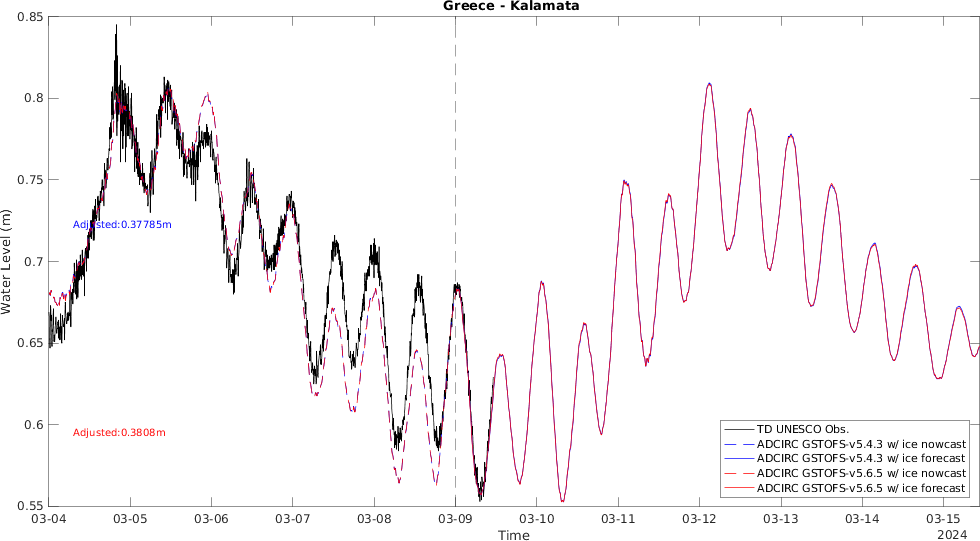 Greece - Kalamata
0.85
0.8
0.75
0.7
0.65
0.6
0.55
Water Level (m)
Adjusted:0.37785m
Adjusted:0.3808m
TD UNESCO Obs.
ADCIRC GSTOFS-v5.4.3 w/ ice nowcast
ADCIRC GSTOFS-v5.4.3 w/ ice forecast
ADCIRC GSTOFS-v5.6.5 w/ ice nowcast
ADCIRC GSTOFS-v5.6.5 w/ ice forecast
03-04 03-05 03-06 03-07 03-08 03-09 03-10 03-11 03-12 03-13 03-14 03-15
Time
2024